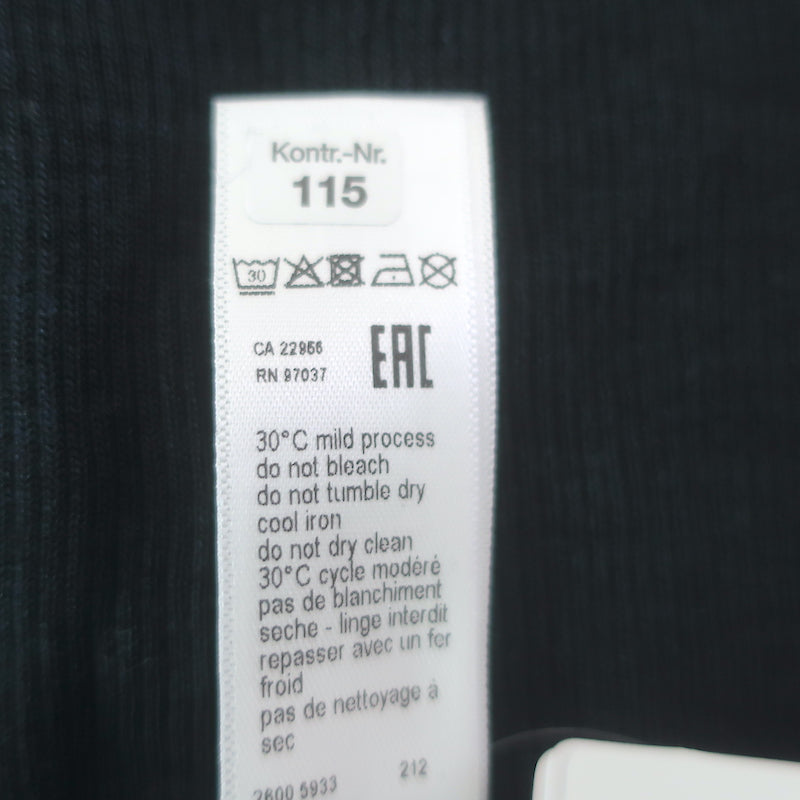 Kontr.-Nr.
115
30
CA 22956
RN 97037
EAC
30°C mild process
do not bleach
do not tumble dry
cool iron
do not dry clean
30°C cycle modéré
pas de blanchiment
seche - linge interdit
repasser avec un fer
froid
pas de nettoyage à
sec
2600 5933 212